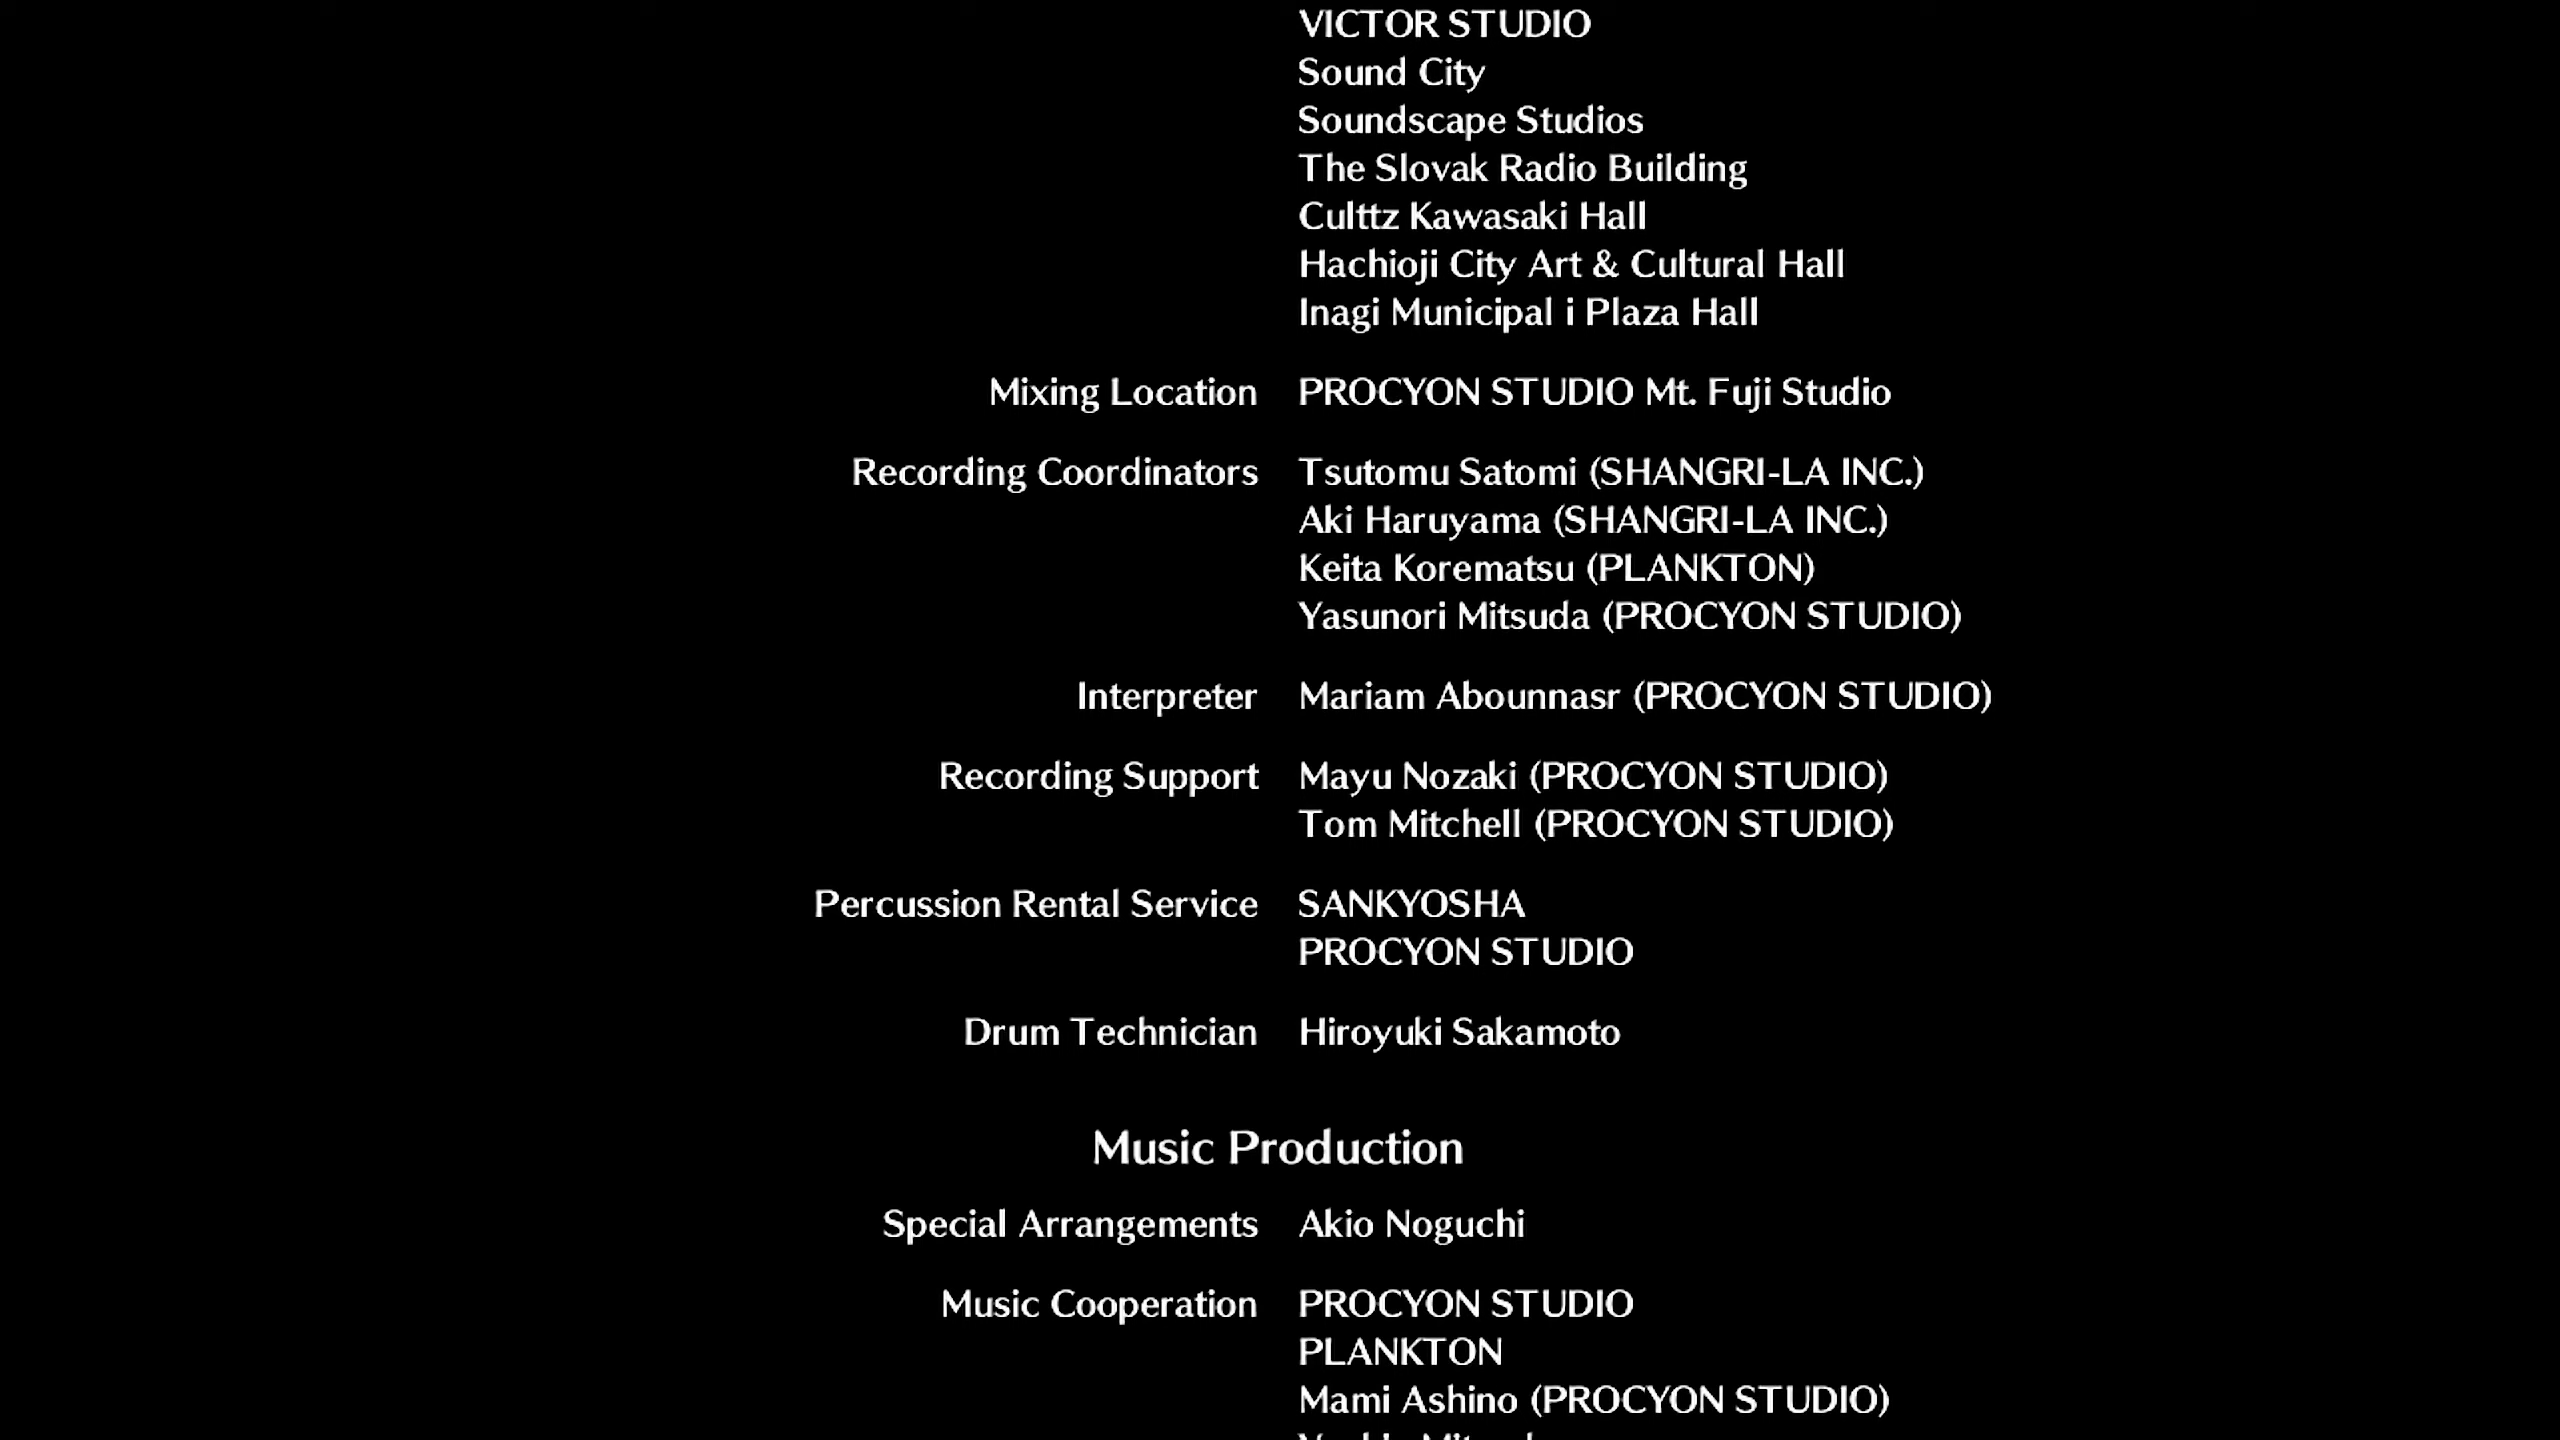 VICTOR STUDIO
Sound City
Soundscape Studios
The Slovak Radio Building
Culttz Kawasaki Hall
Hachioji City Art & Cultural Hall
Inagi Municipal i Plaza Hall
Mixing Location PROCYON STUDIO Mt. Fuji Studio
Recording Coordinators Tsutomu Satomi (SHANGRI-LA INC.)
Aki Haruyama (SHANGRI-LA INC.)
Keita Korematsu (PLANKTON)
Yasunori Mitsuda (PROCYON STUDIO)
Interpreter Mariam Abounnasr (PROCYON STUDIO)
Recording Support Mayu Nozaki (PROCYON STUDIO)
Tom Mitchell (PROCYON STUDIO)
Percussion Rental Service SANKYOSHA
PROCYON STUDIO
Drum Technician Hiroyuki Sakamoto
Music Production
Special Arrangements Akio Noguchi
Music Cooperation PROCYON STUDIO
PLANKTON
Mami Ashino (PROCYON STUDIO)